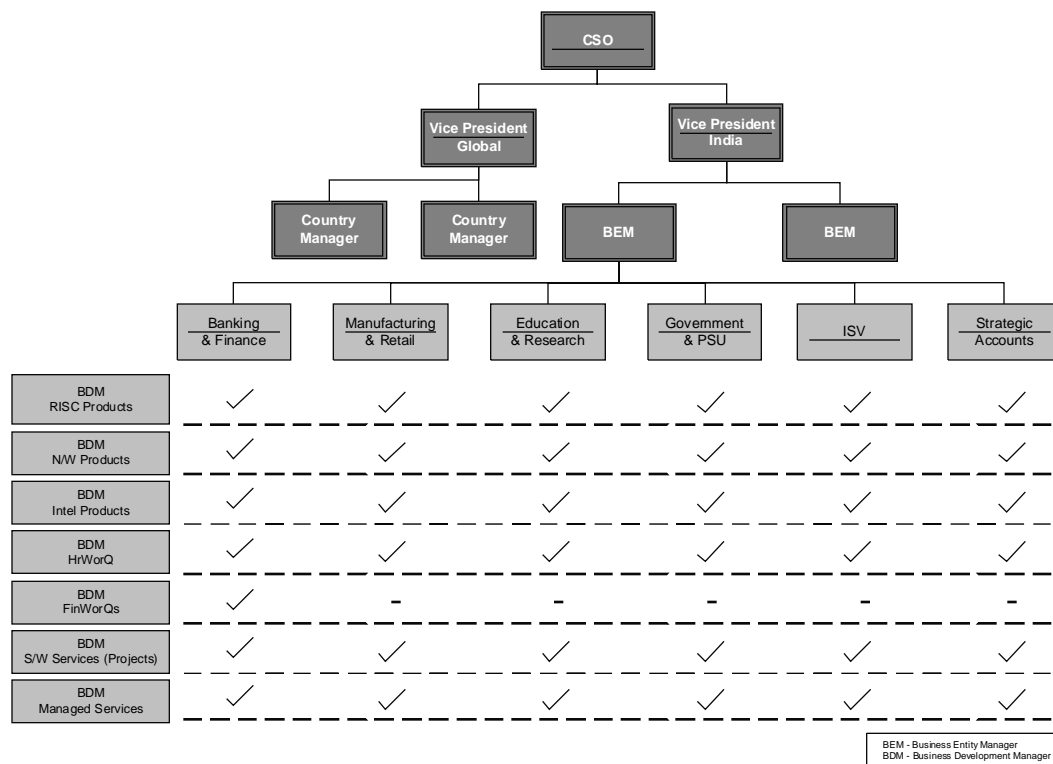 CSO
Vice President
Global
Vice President
India
Country
Manager
Country
Manager
BEM
BEM
Banking
& Finance
Manufacturing
& Retail
Education
& Research
Government
& PSU
ISV
Strategic
Accounts
BDM
RISC Products
BDM
N/W Products
BDM
Intel Products
BDM
HrWorQ
BDM
FinWorQs
- - - - -
BDM
S/W Services (Projects)
BDM
Managed Services
BEM - Business Entity Manager
BDM - Business Development Manager